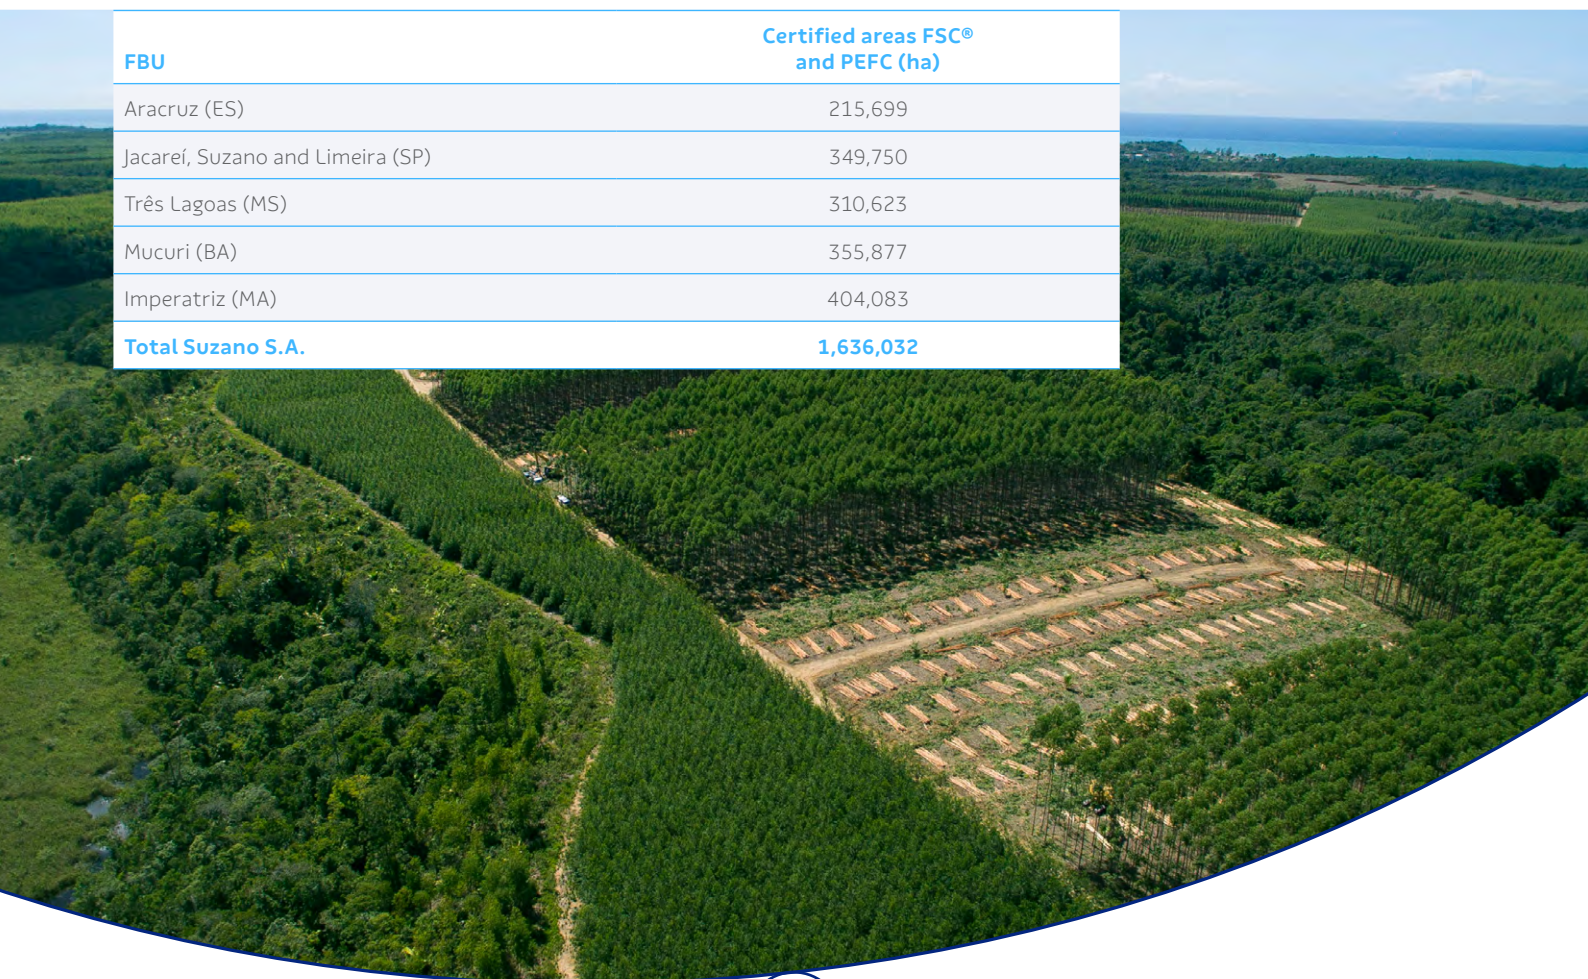 FBU
Certified areas FSC®
and PEFC (ha)
Aracruz (ES) 215,699
Jacareí, Suzano and Limeira (SP) 349,750
Três Lagoas (MS) 310,623
Mucuri (BA) 355,877
Imperatriz (MA) 404,083
Total Suzano S.A. 1,636,032